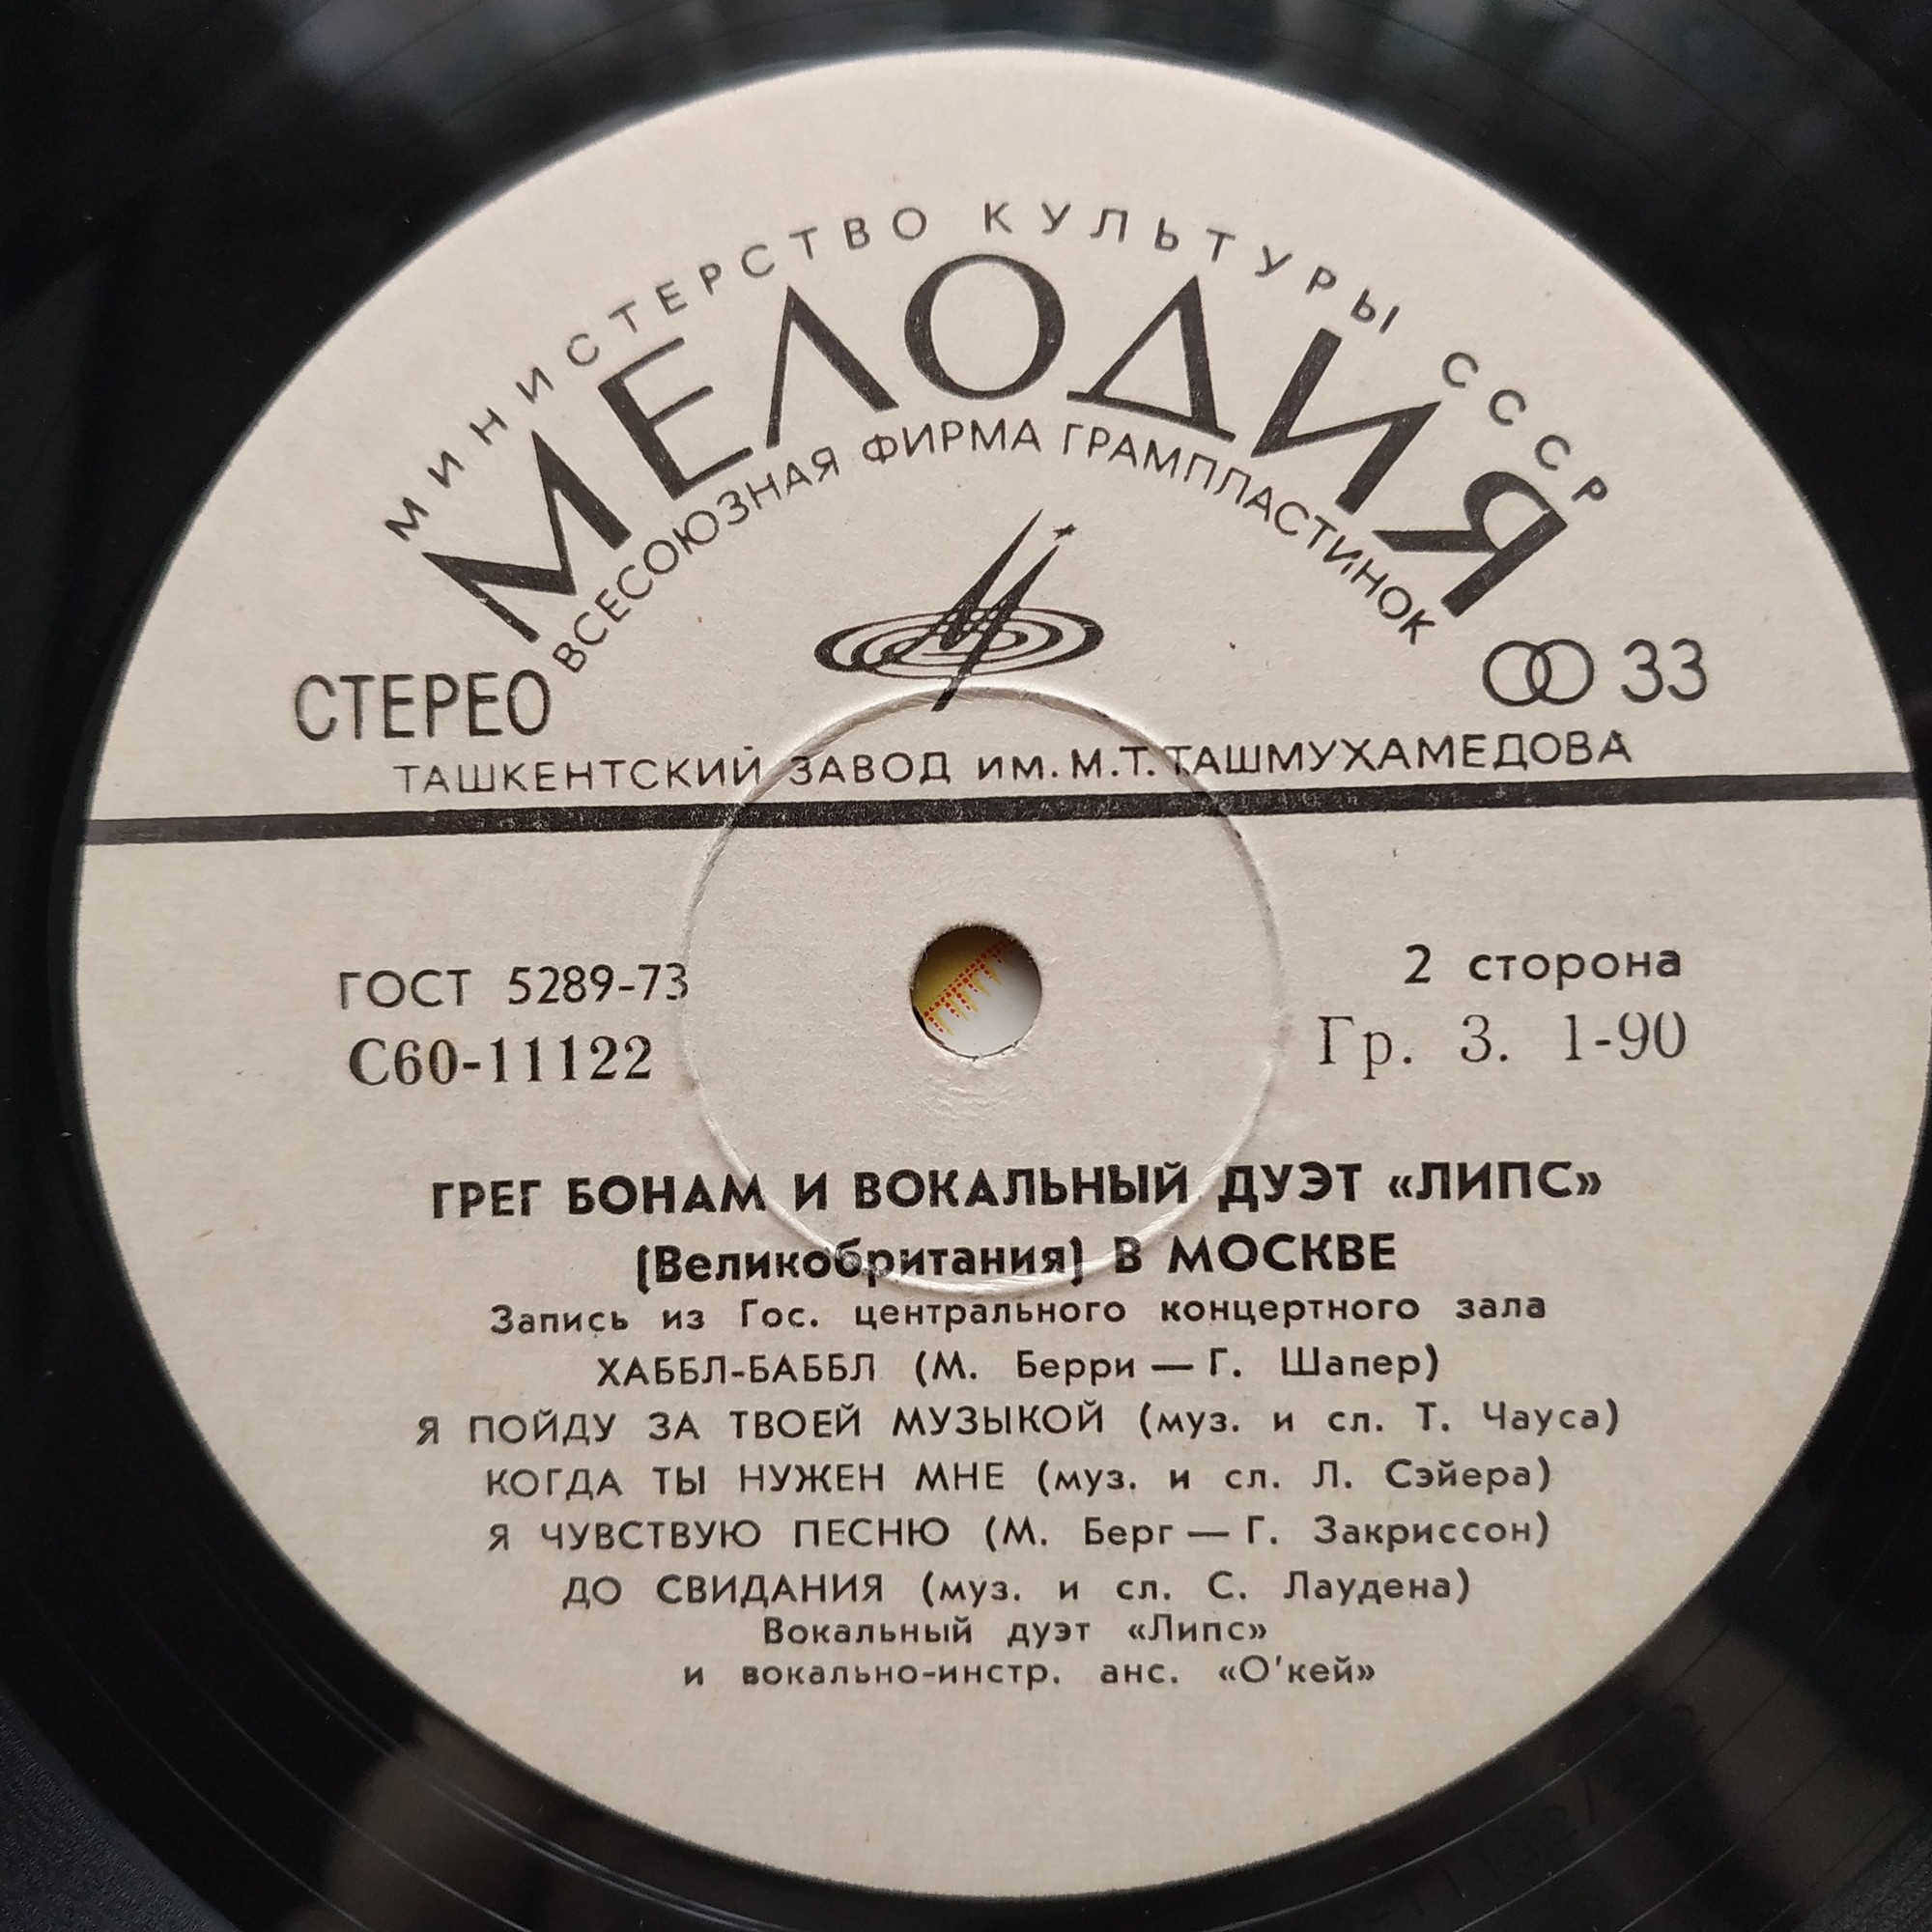 МИНИСТЕРСТВО КУЛЬТУРЫ СССР
МЕЛОДИЯ
ВСЕСОЮЗНАЯ ФИРМА ГРАМПЛАСТИНОК
СТЕРЕО
33
ТАШКЕНТСКИЙ ЗАВОД ИМ. М.Т. ТАШМУХАМЕДОВА
ГОСТ 5289-73
2 сторона
С60-11122
Гр. 3. 1-90
ГРЕГ БОНАМ И ВОКАЛЬНЫЙ ДУЭТ «ЛИПС»
(Великобритания) В МОСКВЕ
Запись из Гос. центрального концертного зала
ХАББЛ-БАББЛ (М. Берри — Г. Шапер)
Я ПОЙДУ ЗА ТВОЕЙ МУЗЫКОЙ (муз. и сл. Т. Чауса)
КОГДА ТЫ НУЖЕН МНЕ (муз. и сл. Л. Сэйера)
Я ЧУВСТВУЮ ПЕСНЮ (М. Берг — Г. Закриссон)
ДО СВИДАНИЯ (муз. и сл. С. Лаудена)
Вокальный дуэт «Липс»
и вокально-инстр. анс. «О'кей»